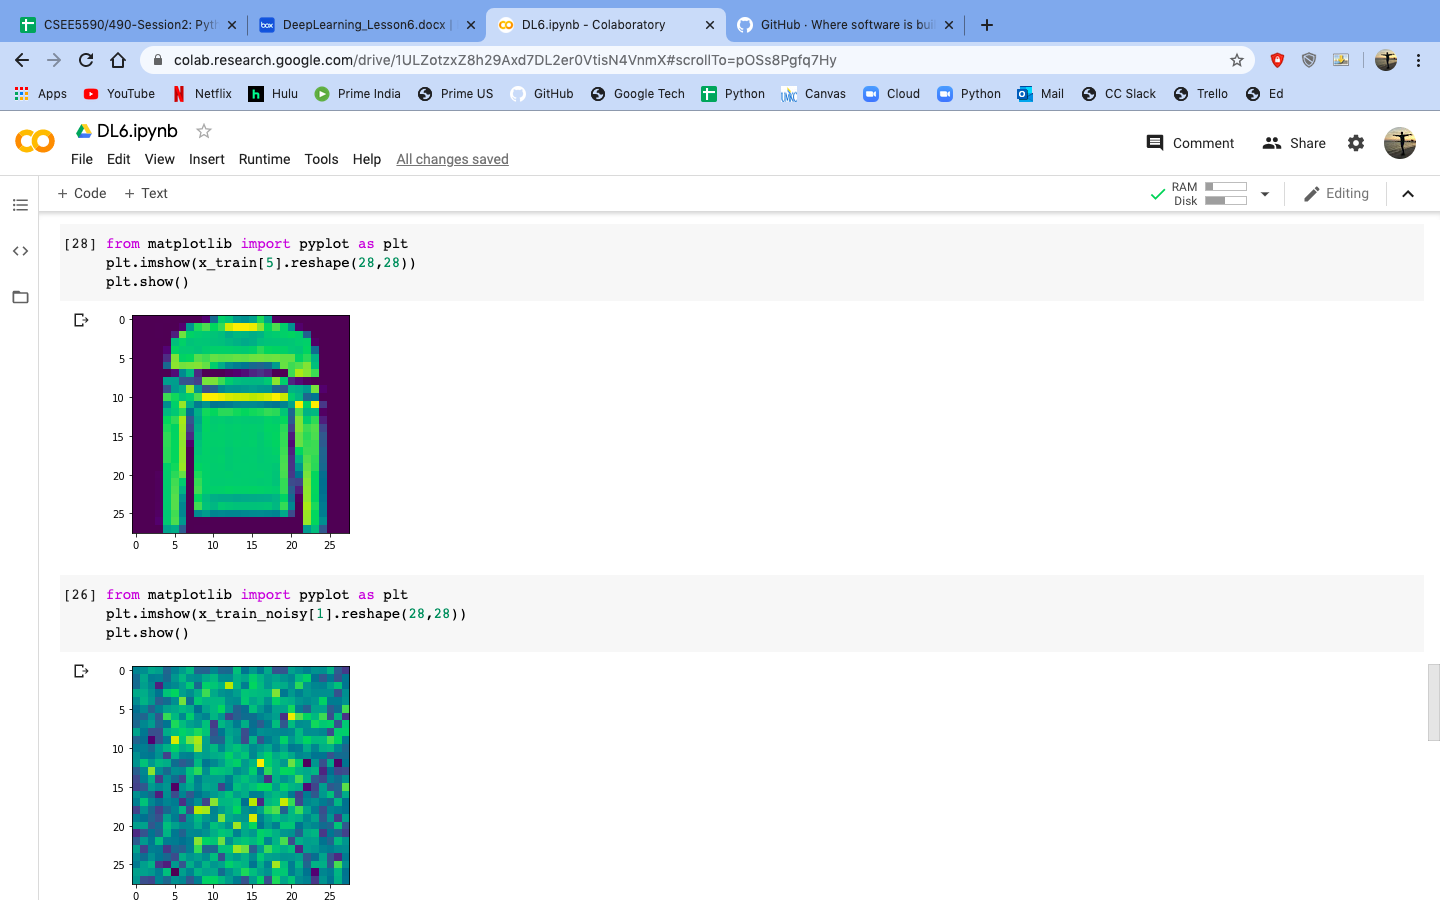 CSEE5590/490-Session2: Pyth
DeepLearning_Lesson6.docx |
DL6.ipynb - Colaboratory
GitHub · Where software is buil
colab.research.google.com/drive/1ULZotzxZ8h29Axd7DL2er0VtisN4VnmX#scrollTo=pOSs8Pgfq7Hy
Apps YouTube Netflix Hulu Prime India Prime US GitHub Google Tech Python Canvas Cloud Python Mail CC Slack Trello Ed
DL6.ipynb
File Edit View Insert Runtime Tools Help All changes saved
Comment Share
+ Code + Text
RAM
Disk
Editing
[28] from matplotlib import pyplot as plt
plt.imshow(x_train[5].reshape(28,28))
plt.show()
0
5
10
15
20
25
0 5 10 15 20 25
[26] from matplotlib import pyplot as plt
plt.imshow(x_train_noisy[1].reshape(28,28))
plt.show()
0
5
10
15
20
25
0 5 10 15 20 25